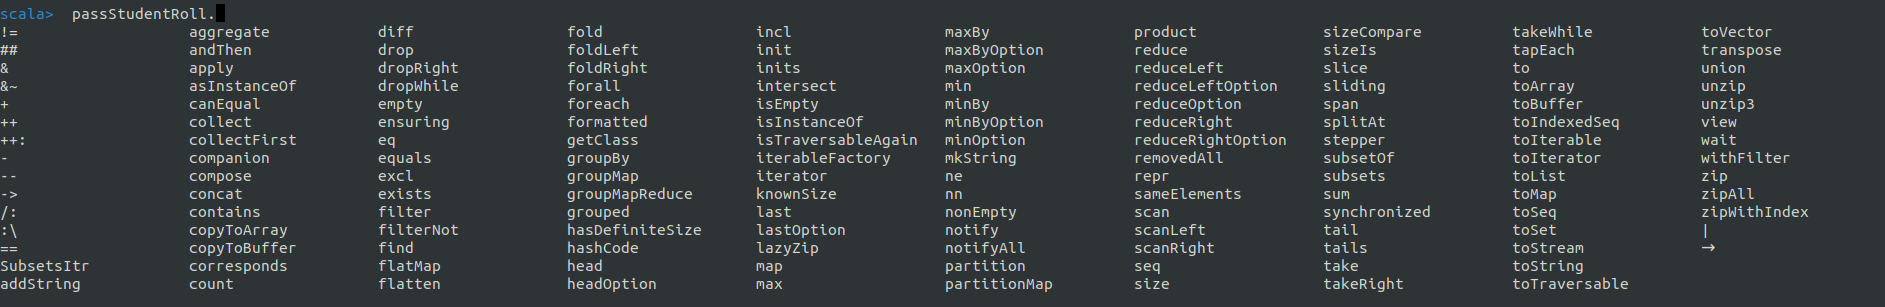 scala> passStudentRoll.
!= aggregate diff fold incl maxBy product sizeCompare takeWhile toVector
## andThen drop foldLeft init maxByOption reduce sizeIs tapEach transpose
& apply dropRight foldRight inits maxOption reduceLeft slice to union
&~ asInstanceOf dropWhile forall intersect min reduceLeftOption sliding toArray unzip
+ canEqual empty foreach isEmpty minBy reduceOption span toBuffer unzip3
++ collect ensuring formatted isInstanceOf minByOption reduceRight splitAt toIndexedSeq view
++: collectFirst eq getClass isTraversableAgain minOption reduceRightOption stepper toIterable wait
- companion equals groupBy iterableFactory mkString removedAll subsetOf toIterator withFilter
-- compose excl groupMap iterator ne repr subsets toList zip
-> concat exists groupMapReduce knownSize nn sameElements sum toMap zipAll
/: contains filter grouped last nonEmpty scan synchronized toSeq zipWithIndex
:\ copyToArray filterNot hasDefiniteSize lastOption notify scanLeft tail toSet |
== copyToBuffer find hashCode lazyZip notifyAll scanRight tails toStream →
SubsetsItr corresponds flatMap head map partition seq take toString
addString count flatten headOption max partitionMap size takeRight toTraversable